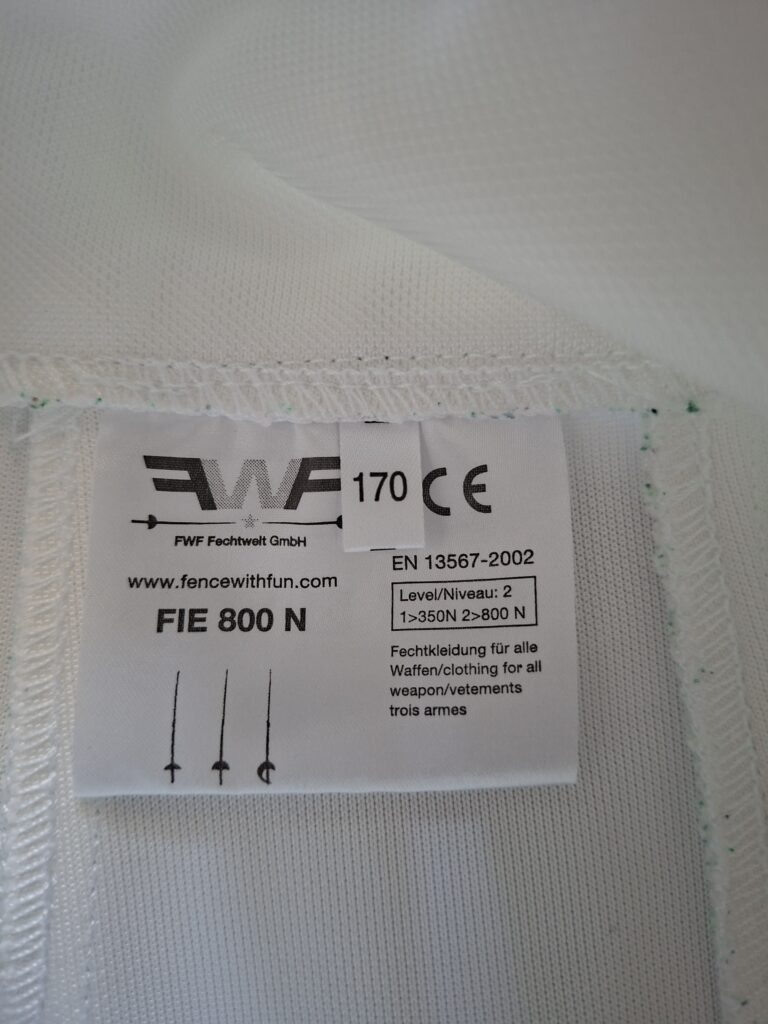 FWF
FWF Fechtwelt GmbH
www.fencewithfun.com
FIE 800 N
170
CE
EN 13567-2002
Level/Niveau: 2
1>350N 2>800 N
Fechtkleidung für alle
Waffen/clothing for all
weapon/vetements
trois armes